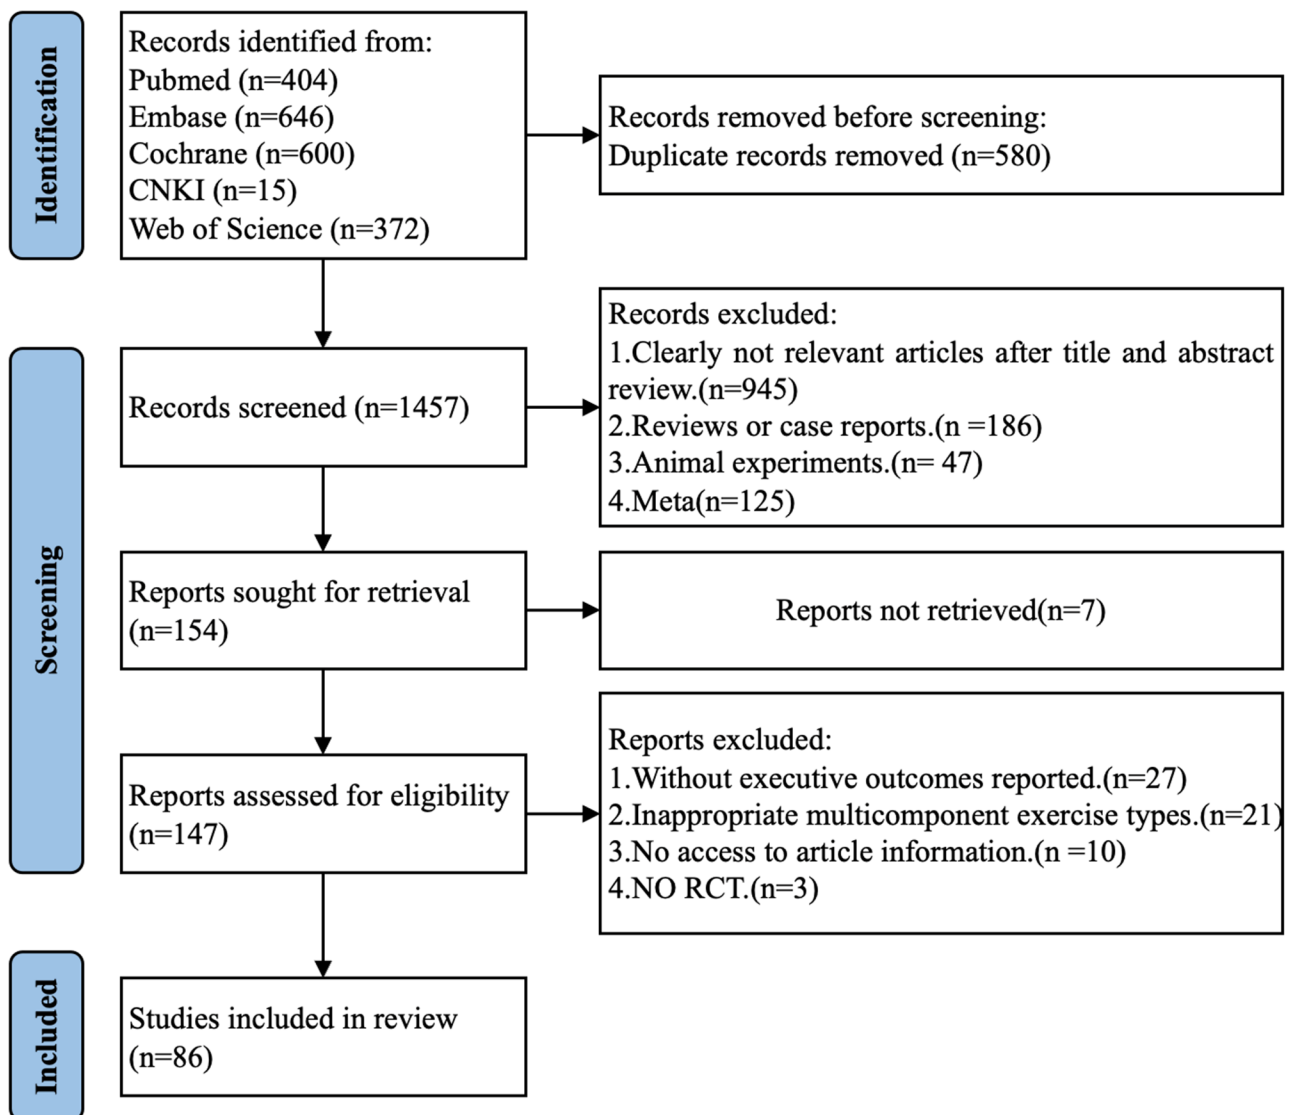 Identification
Records identified from:
Pubmed (n=404)
Embase (n=646)
Cochrane (n=600)
CNKI (n=15)
Web of Science (n=372)
Records removed before screening:
Duplicate records removed (n=580)
Screening
Records screened (n=1457)
Records excluded:
1.Clearly not relevant articles after title and abstract
review.(n=945)
2.Reviews or case reports.(n =186)
3.Animal experiments.(n= 47)
4.Meta(n=125)
Reports sought for retrieval
(n=154)
Reports not retrieved(n=7)
Reports assessed for eligibility
(n=147)
Reports excluded:
1.Without executive outcomes reported.(n=27)
2.Inappropriate multicomponent exercise types.(n=21)
3.No access to article information.(n =10)
4.NO RCT.(n=3)
Included
Studies included in review
(n=86)